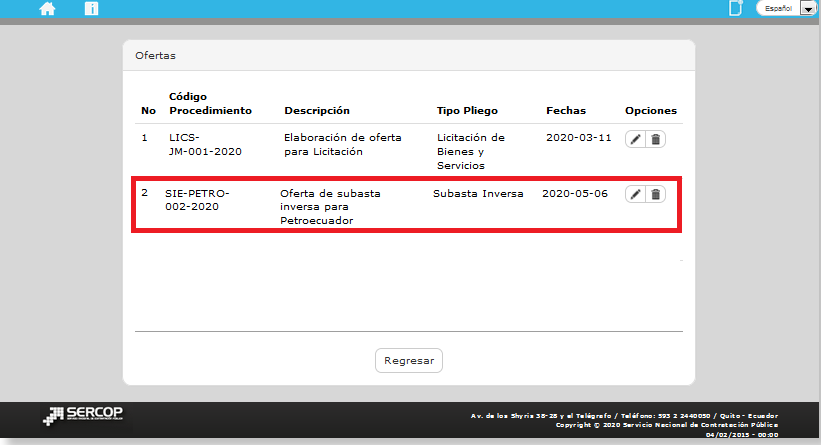 Español
Ofertas
Código
No Procedimiento Descripción Tipo Pliego Fechas Opciones
1 LICS- Elaboración de oferta Licitación de 2020-03-11
JM-001-2020 para Licitación Bienes y
Servicios
2 SIE-PETRO- Oferta de subasta Subasta Inversa 2020-05-06
002-2020 inversa para
Petroecuador
Regresar
SERCOP
Av. de los Shyris 38-28 y el Telégrafo / Teléfono: 593 2 2440050 / Quito - Ecuador
Copyright © 2020 Servicio Nacional de Contratación Pública
04/02/2015 - 00:00